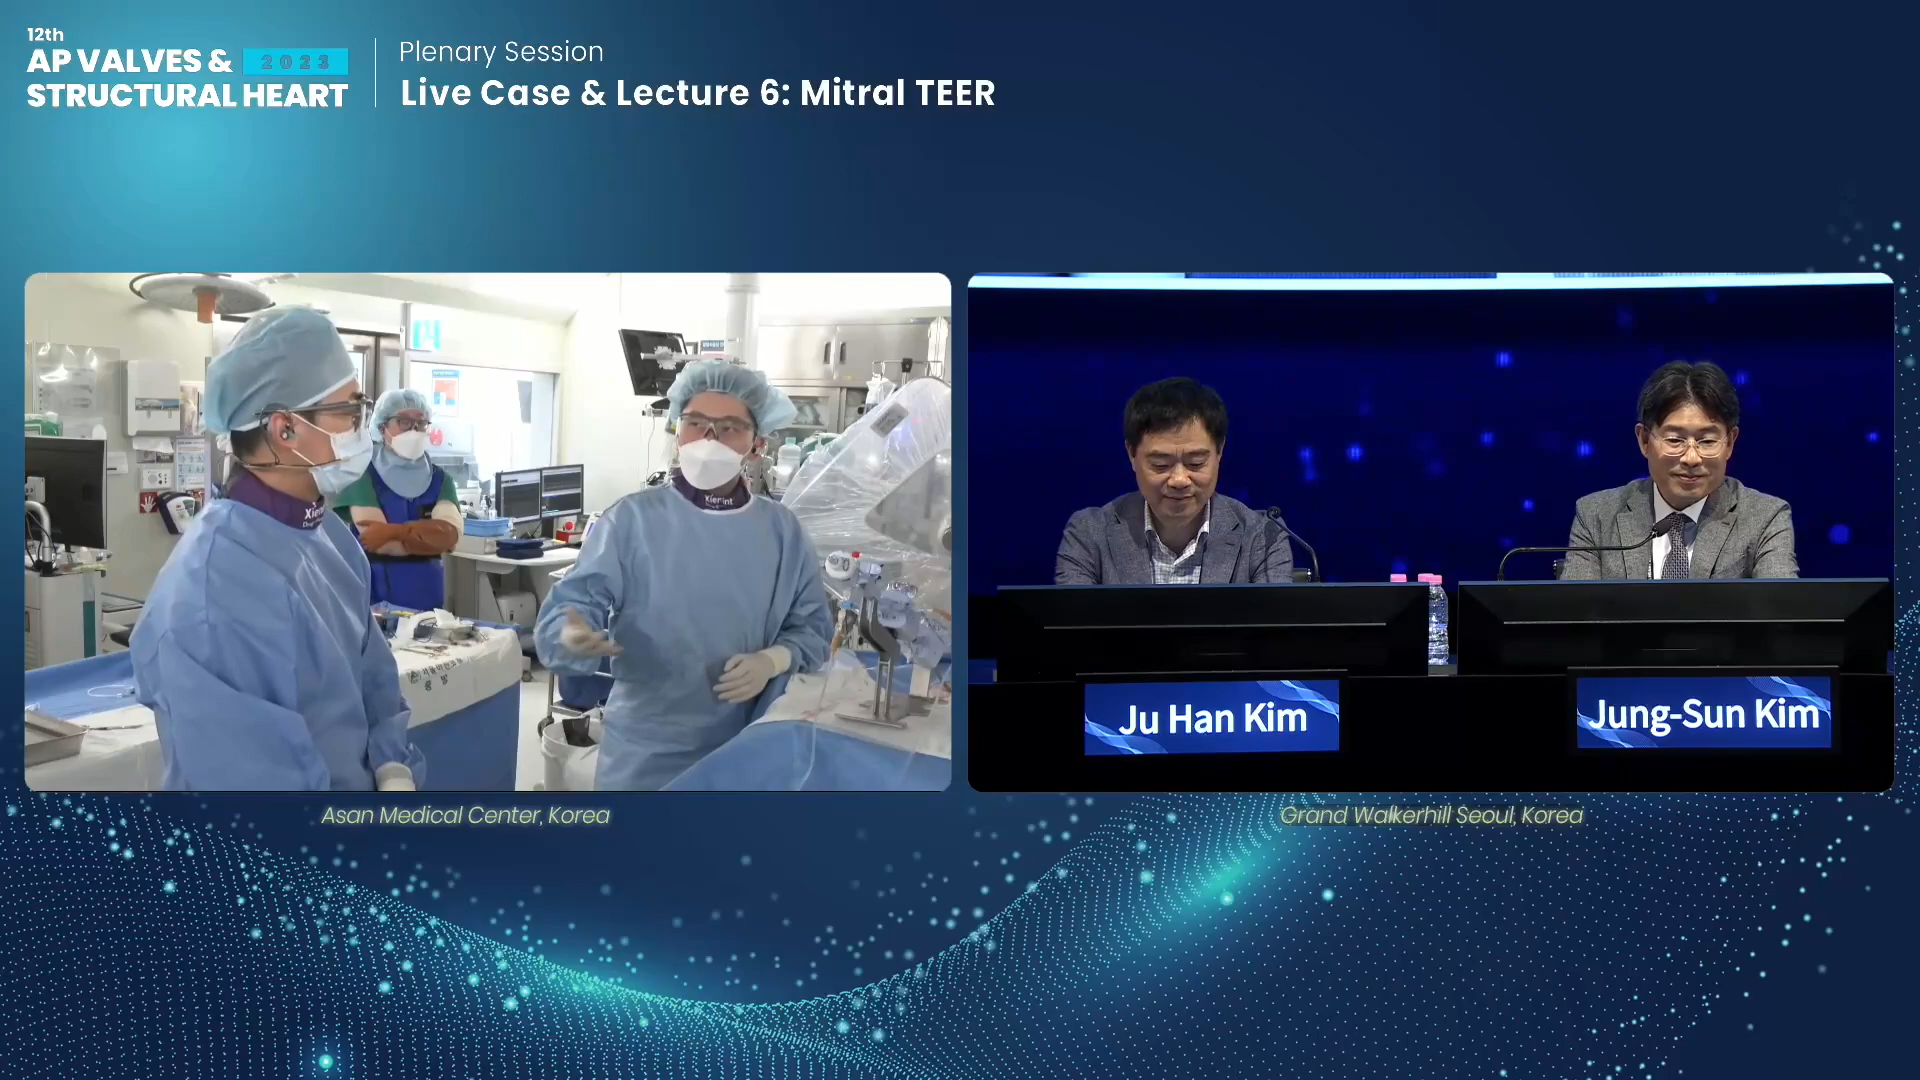 12th
AP VALVES & 2023
STRUCTURAL HEART
Plenary Session
Live Case & Lecture 6: Mitral TEER
Ju Han Kim
Jung-Sun Kim
Asan Medical Center, Korea
Grand Walkerhill Seoul, Korea